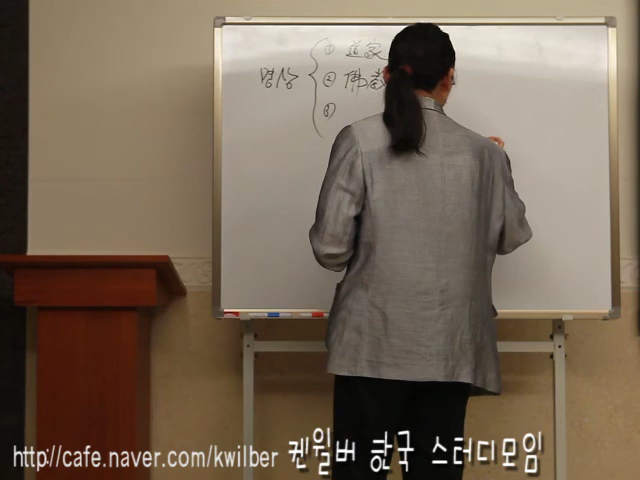 ① 道家
명상 ② 佛教
③
http://cafe.naver.com/kwilber 켄윌버 한국 스터디모임